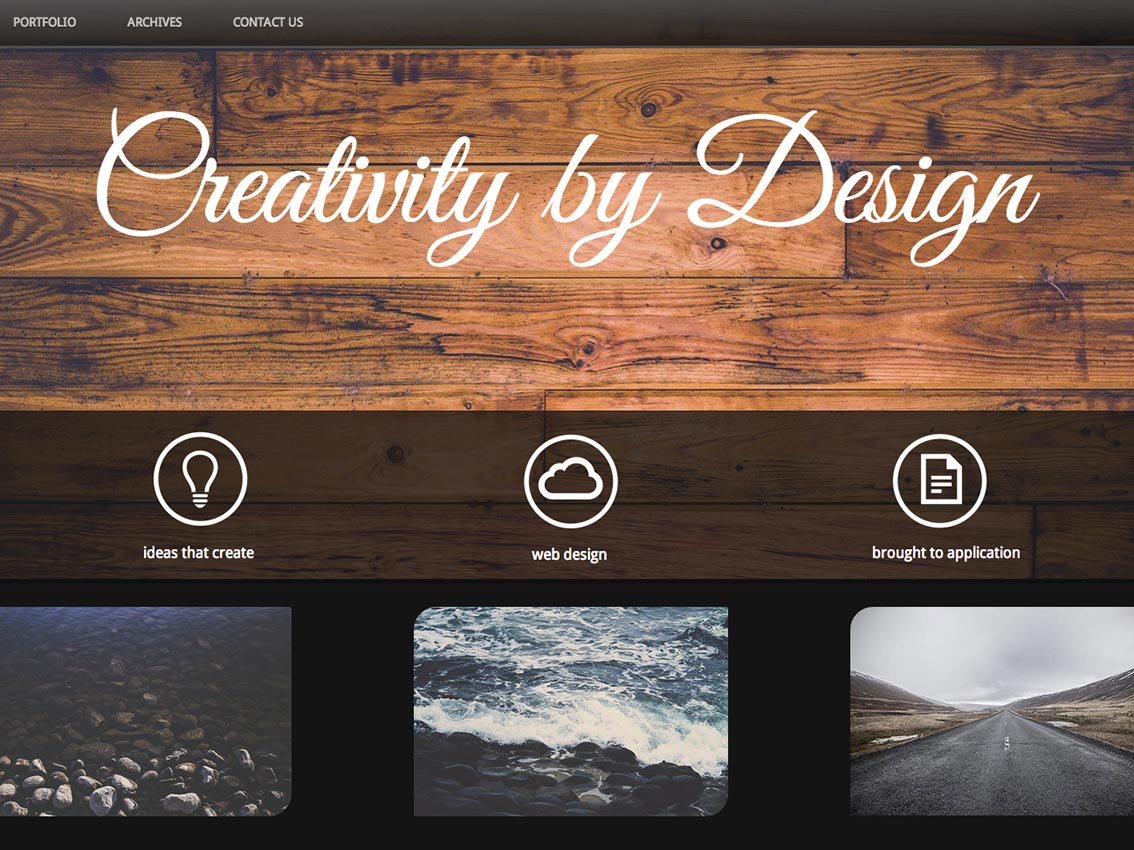 PORTFOLIO ARCHIVES CONTACT US
Creativity by Design
ideas that create
web design
brought to application